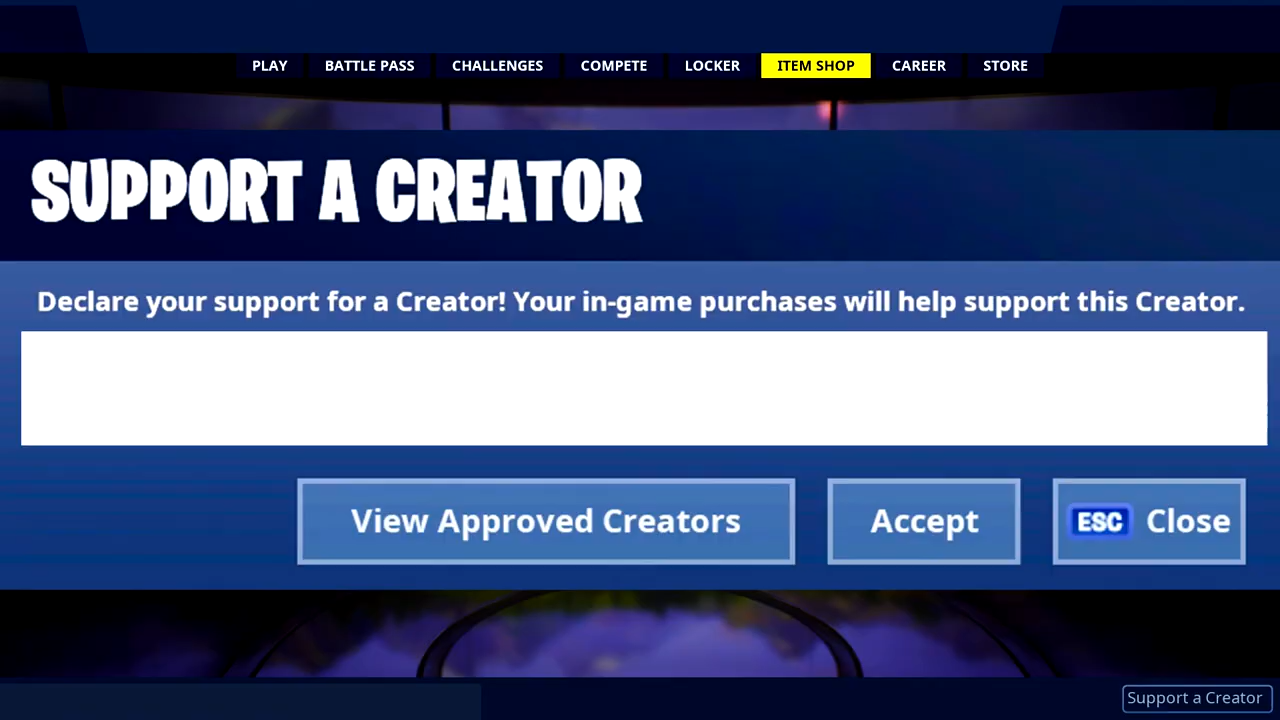 PLAY BATTLE PASS CHALLENGES COMPETE LOCKER ITEM SHOP CAREER STORE
SUPPORT A CREATOR
Declare your support for a Creator! Your in-game purchases will help support this Creator.
View Approved Creators Accept ESC Close
Support a Creator